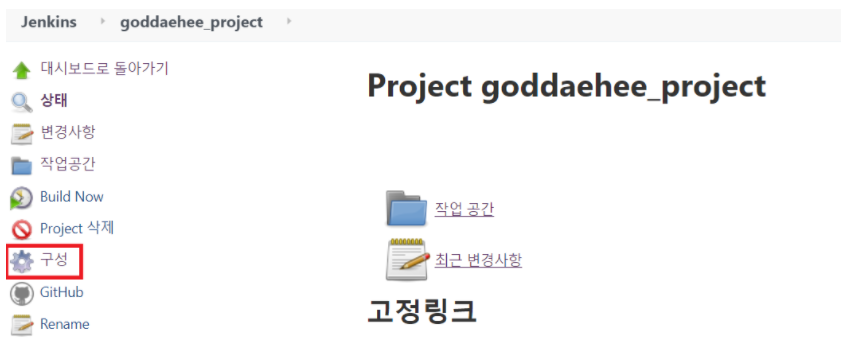 Jenkins goddaehee_project
대시보드로 돌아가기
상태
변경사항
작업공간
Build Now
Project 삭제
구성
GitHub
Rename
Project goddaehee_project
작업 공간
최근 변경사항
고정링크